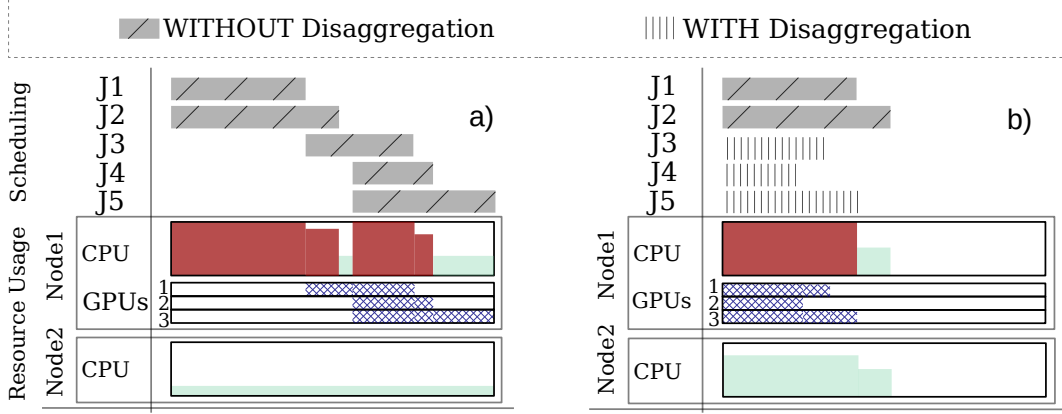 WITHOUT Disaggregation
WITH Disaggregation
Scheduling
J1
J2
J3
J4
J5
a)
Resource Usage
Node1
CPU
GPUs
1
2
3
Node2
CPU
J1
J2
J3
J4
J5
b)
Node1
CPU
GPUs
1
2
3
Node2
CPU